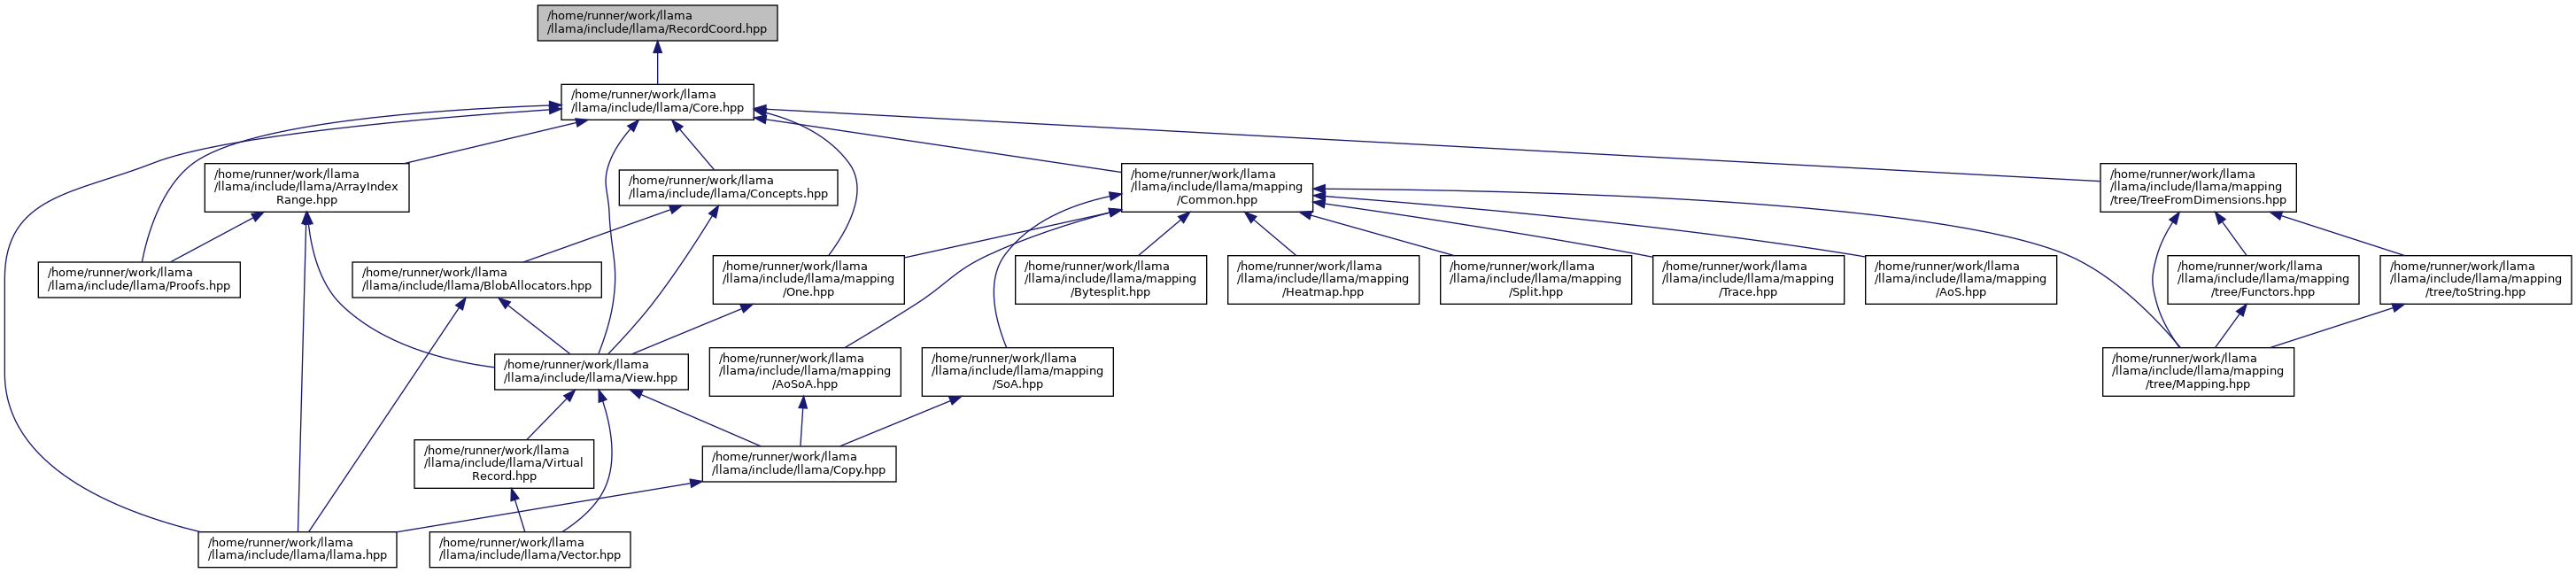 /home/runner/work/llama
/llama/include/llama/RecordCoord.hpp
/home/runner/work/llama
/llama/include/llama/Core.hpp
/home/runner/work/llama
/llama/include/llama/ArrayIndex
Range.hpp
/home/runner/work/llama
/llama/include/llama/Concepts.hpp
/home/runner/work/llama
/llama/include/llama/mapping
/Common.hpp
/home/runner/work/llama
/llama/include/llama/mapping
/tree/TreeFromDimensions.hpp
/home/runner/work/llama
/llama/include/llama/Proofs.hpp
/home/runner/work/llama
/llama/include/llama/BlobAllocators.hpp
/home/runner/work/llama
/llama/include/llama/mapping
/One.hpp
/home/runner/work/llama
/llama/include/llama/mapping
/Bytesplit.hpp
/home/runner/work/llama
/llama/include/llama/mapping
/Heatmap.hpp
/home/runner/work/llama
/llama/include/llama/mapping
/Split.hpp
/home/runner/work/llama
/llama/include/llama/mapping
/Trace.hpp
/home/runner/work/llama
/llama/include/llama/mapping
/AoS.hpp
/home/runner/work/llama
/llama/include/llama/mapping
/tree/Functors.hpp
/home/runner/work/llama
/llama/include/llama/mapping
/tree/toString.hpp
/home/runner/work/llama
/llama/include/llama/View.hpp
/home/runner/work/llama
/llama/include/llama/mapping
/AoSoA.hpp
/home/runner/work/llama
/llama/include/llama/mapping
/SoA.hpp
/home/runner/work/llama
/llama/include/llama/mapping
/tree/Mapping.hpp
/home/runner/work/llama
/llama/include/llama/Virtual
Record.hpp
/home/runner/work/llama
/llama/include/llama/Copy.hpp
/home/runner/work/llama
/llama/include/llama/llama.hpp
/home/runner/work/llama
/llama/include/llama/Vector.hpp